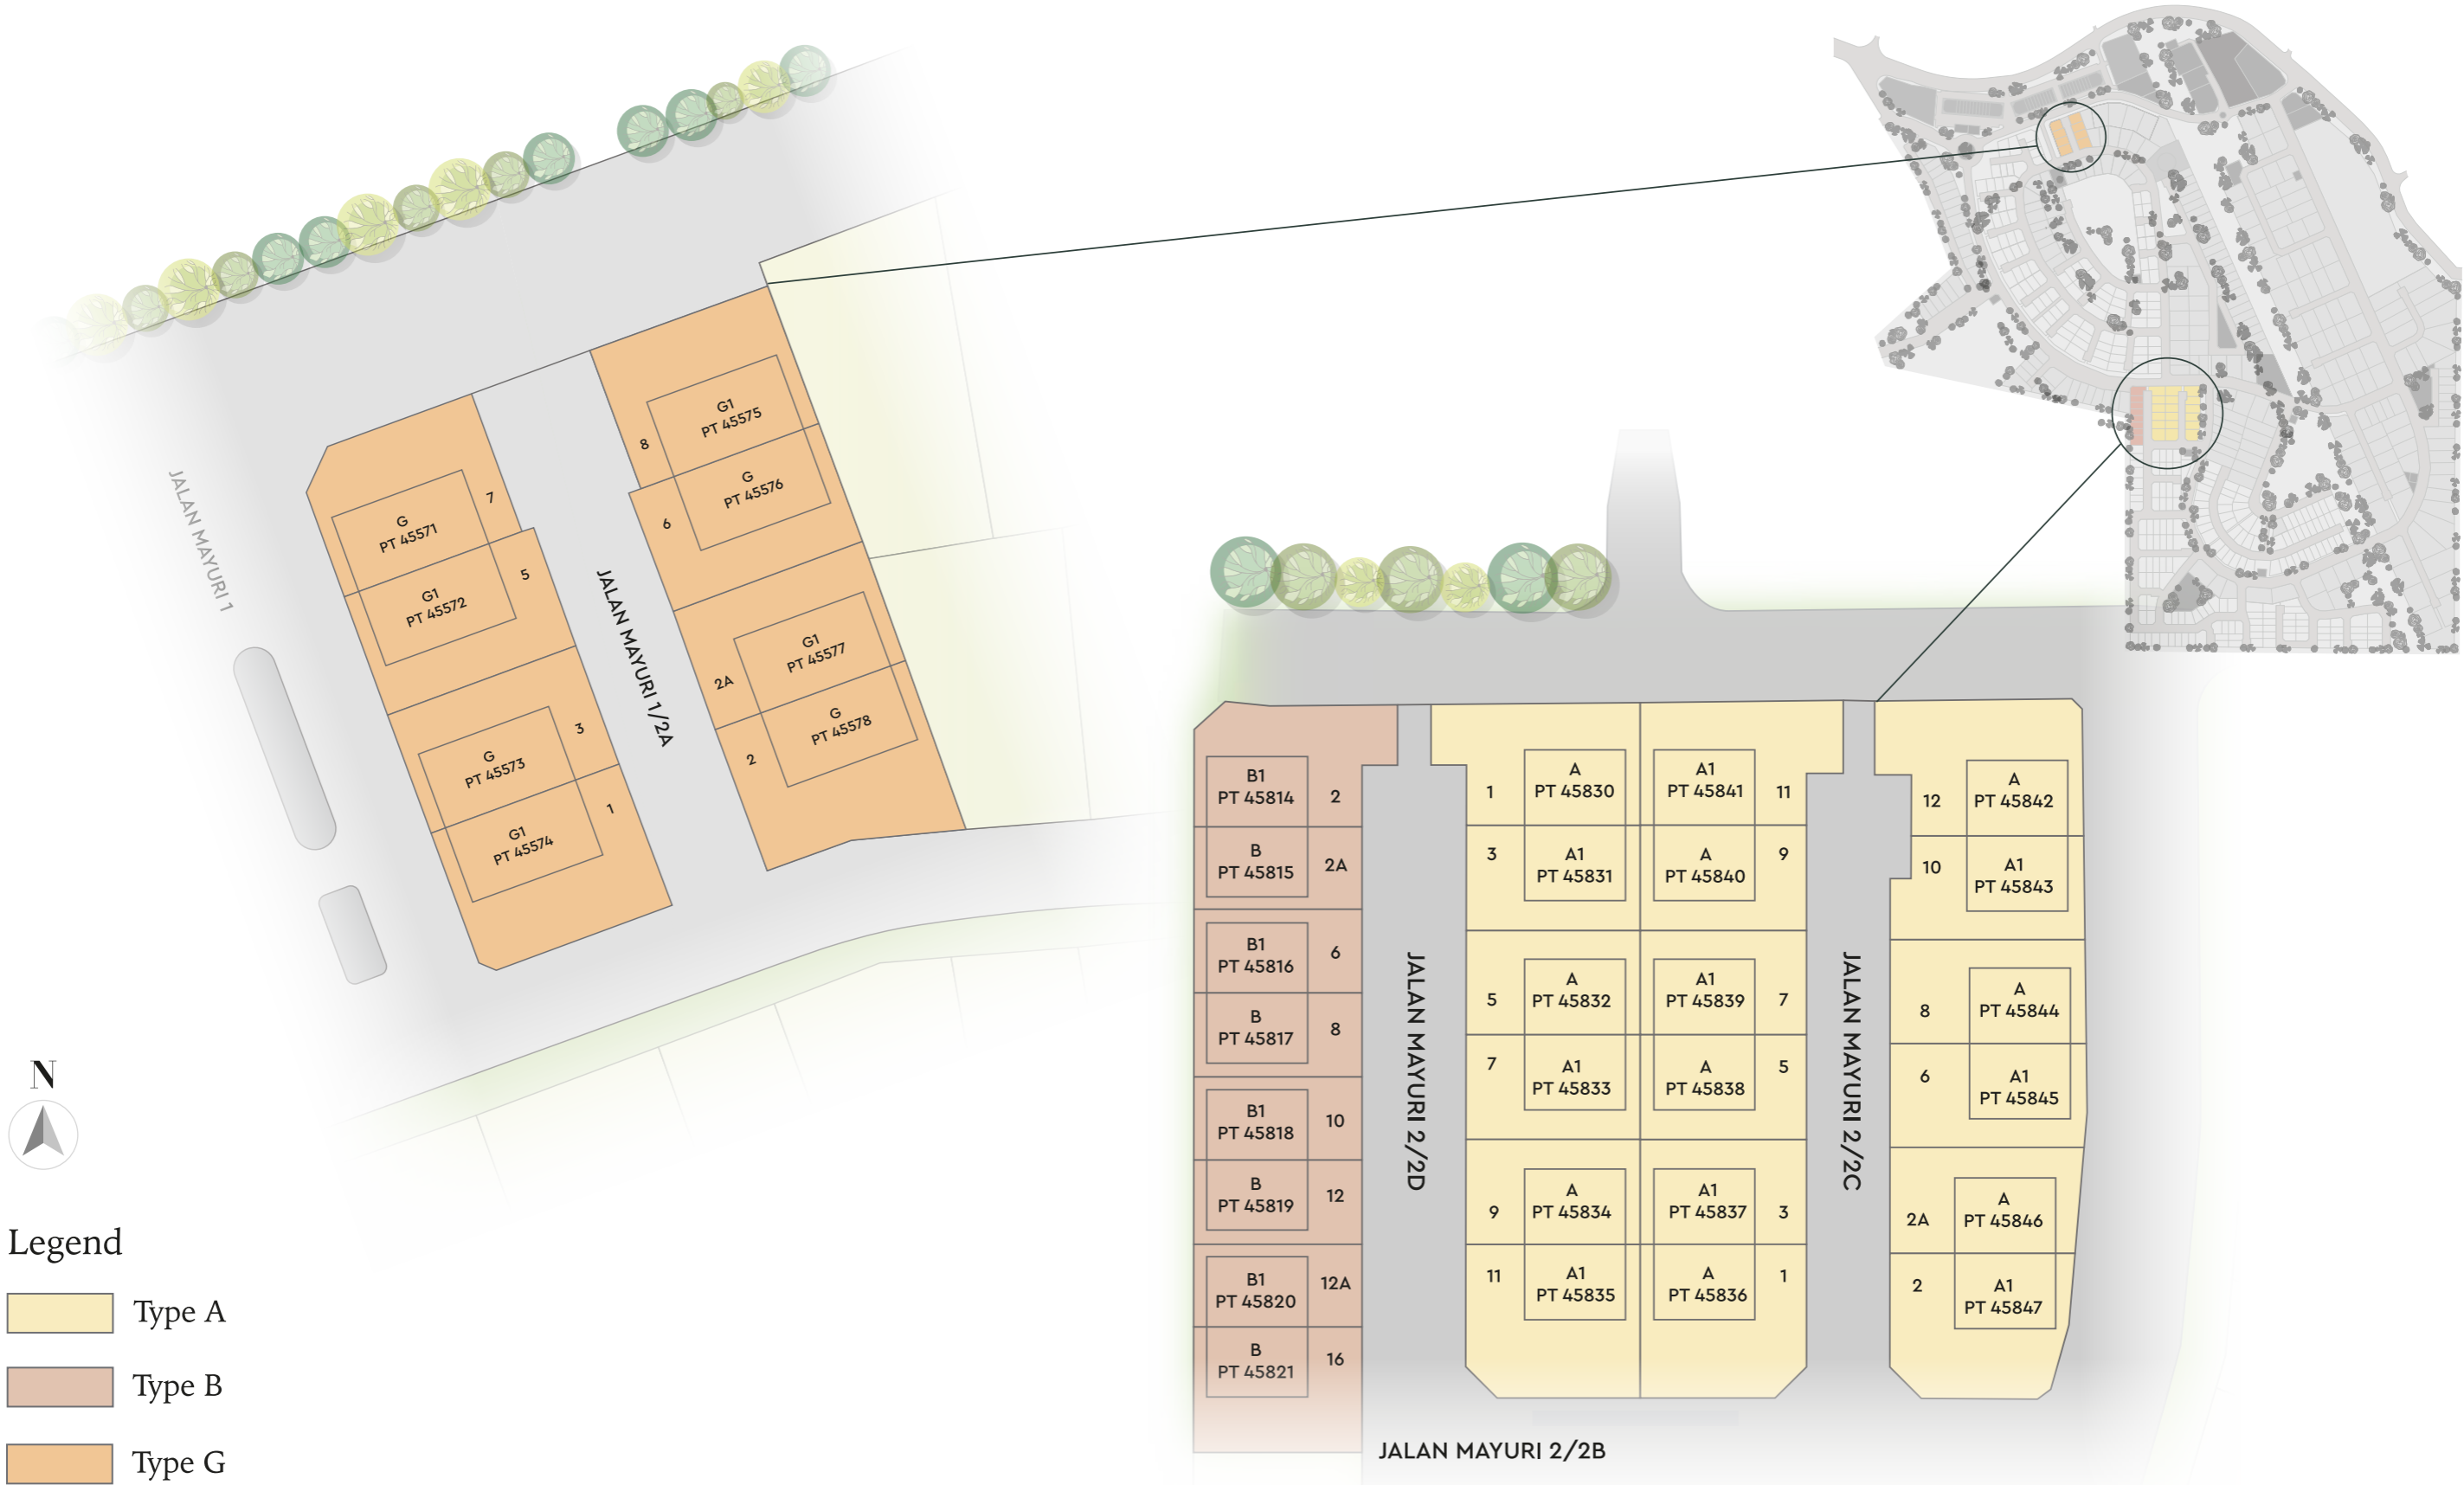 JALAN MAYURI 1
G
PT 45571
7
G1
PT 45572
5
G
PT 45573
3
G1
PT 45574
1
JALAN MAYURI 1/2A
8
G1
PT 45575
6
G
PT 45576
2A
G1
PT 45577
2
G
PT 45578
B1
PT 45814
2
B
PT 45815
2A
B1
PT 45816
6
B
PT 45817
8
B1
PT 45818
10
B
PT 45819
12
B1
PT 45820
12A
B
PT 45821
16
JALAN MAYURI 2/2D
1
A
PT 45830
3
A1
PT 45831
5
A
PT 45832
7
A1
PT 45833
9
A
PT 45834
11
A1
PT 45835
A1
PT 45841
11
A
PT 45840
9
A1
PT 45839
7
A
PT 45838
5
A1
PT 45837
3
A
PT 45836
1
JALAN MAYURI 2/2C
12
A
PT 45842
10
A1
PT 45843
8
A
PT 45844
6
A1
PT 45845
2A
A
PT 45846
2
A1
PT 45847
JALAN MAYURI 2/2B
N
Legend
Type A
Type B
Type G